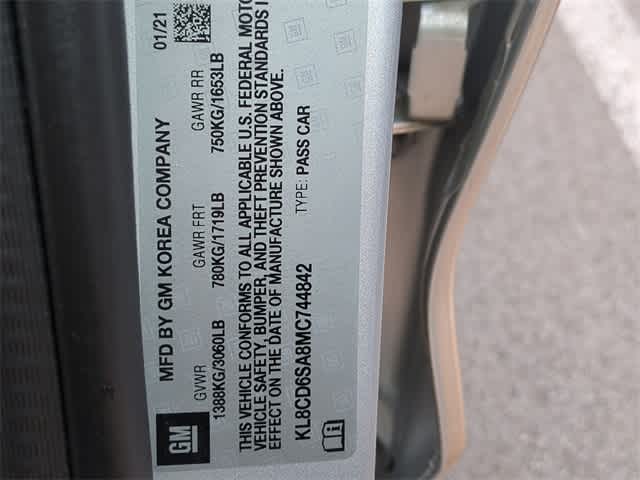 GM
MFD BY GM KOREA COMPANY 01/21
GVWR GAWR FRT GAWR RR
1388KG/3060LB 780KG/1719LB 750KG/1653LB
THIS VEHICLE CONFORMS TO ALL APPLICABLE U.S. FEDERAL MOTO
VEHICLE SAFETY, BUMPER, AND THEFT PREVENTION STANDARDS I
EFFECT ON THE DATE OF MANUFACTURE SHOWN ABOVE.
KL8CD6SA8MC744842 TYPE: PASS CAR